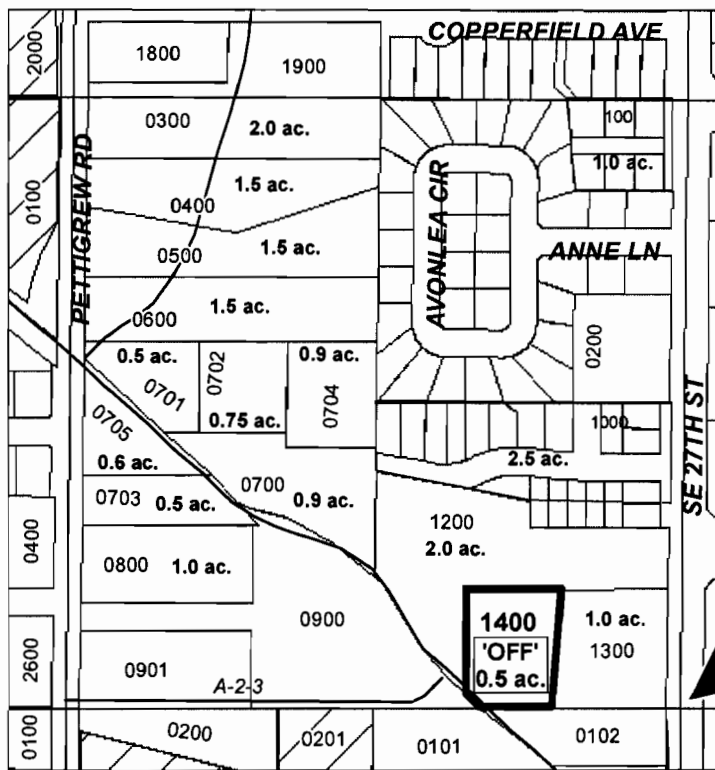 COPPERFIELD AVE
2000
1800
1900
0300
2.0 ac.
100
1.0 ac.
0100
PETTIGREW RD
1.5 ac.
0400
AVONLEA CIR
0500
1.5 ac.
ANNE LN
1.5 ac.
0600
0200
0.5 ac.
0702
0.9 ac.
0701
0704
SE 27TH ST
0705
0.75 ac.
1000
0.6 ac.
2.5 ac.
0700
0.9 ac.
0703
0.5 ac.
0400
1200
2.0 ac.
0800
1.0 ac.
0900
1400
1.0 ac.
'OFF'
1300
0.5 ac.
2600
0901
A-2-3
0100
0200
0201
0101
0102